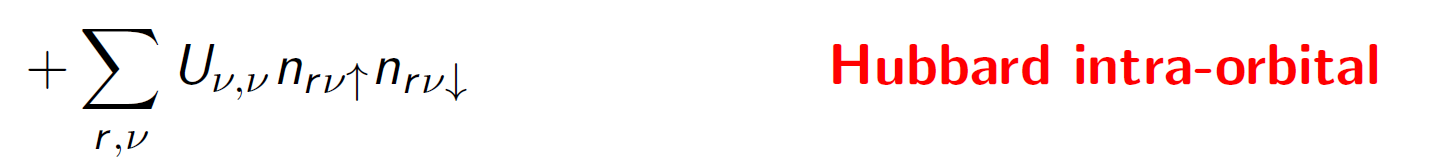 + ∑_{r,ν} U_{ν,ν} n_{rν↑} n_{rν↓} Hubbard intra-orbital